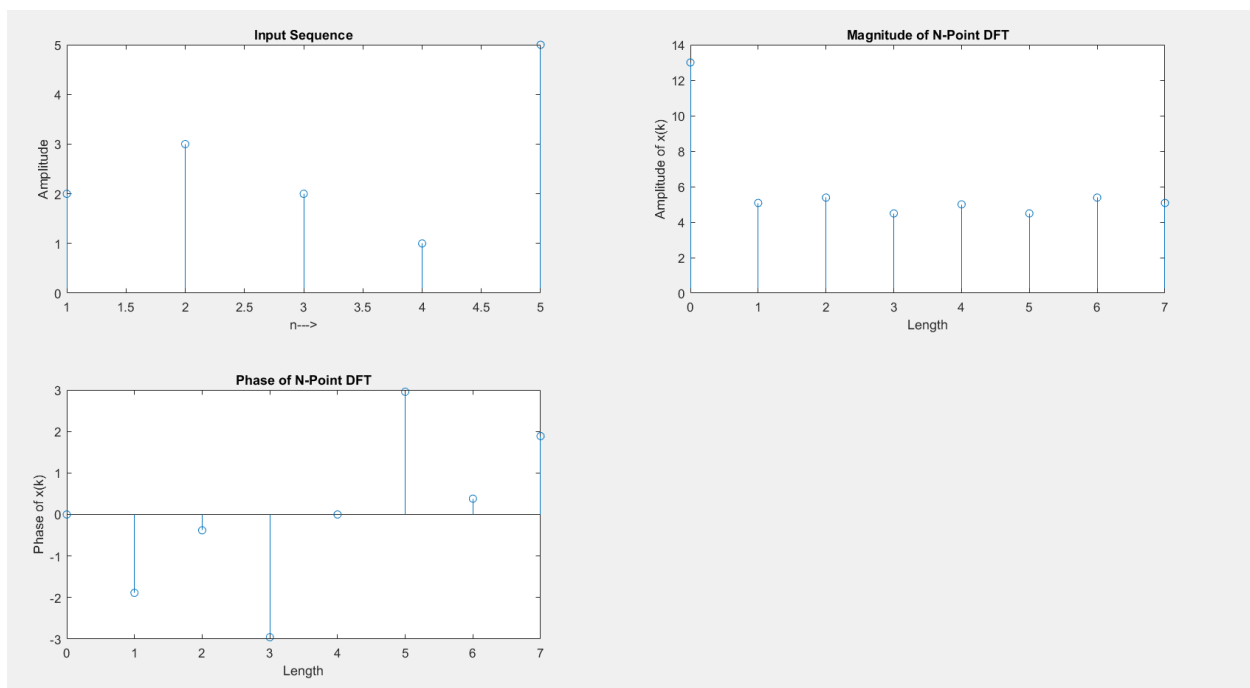 Input Sequence
5
4
3
2
1
0
Amplitude
1 1.5 2 2.5 3 3.5 4 4.5 5
n--->
Magnitude of N-Point DFT
14
12
10
8
6
4
2
0
Amplitude of x(k)
0 1 2 3 4 5 6 7
Length
Phase of N-Point DFT
3
2
1
0
-1
-2
-3
Phase of x(k)
0 1 2 3 4 5 6 7
Length